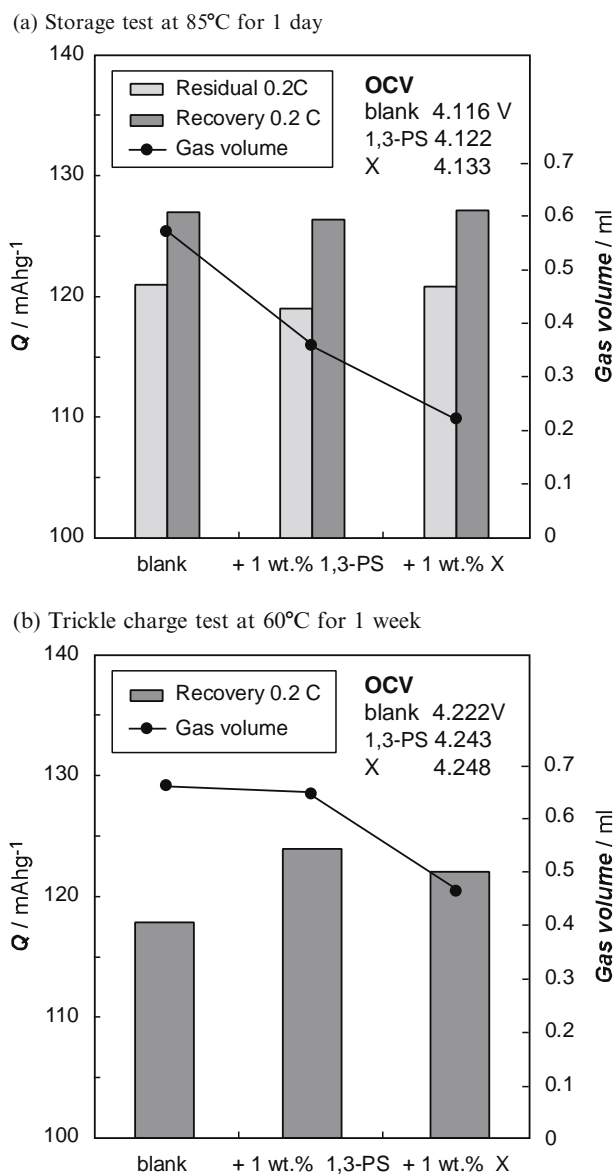 (a) Storage test at 85°C for 1 day
140
130
120
110
100
Q / mAhg-1
Residual 0.2C
Recovery 0.2 C
Gas volume
OCV
blank 4.116 V
1,3-PS 4.122
X 4.133
0.7
0.6
0.5
0.4
0.3
0.2
0.1
0
Gas volume / ml
blank + 1 wt.% 1,3-PS + 1 wt.% X
(b) Trickle charge test at 60°C for 1 week
140
130
120
110
100
Q / mAhg-1
Recovery 0.2 C
Gas volume
OCV
blank 4.222V
1,3-PS 4.243
X 4.248
0.7
0.6
0.5
0.4
0.3
0.2
0.1
0
Gas volume / ml
blank + 1 wt.% 1,3-PS + 1 wt.% X